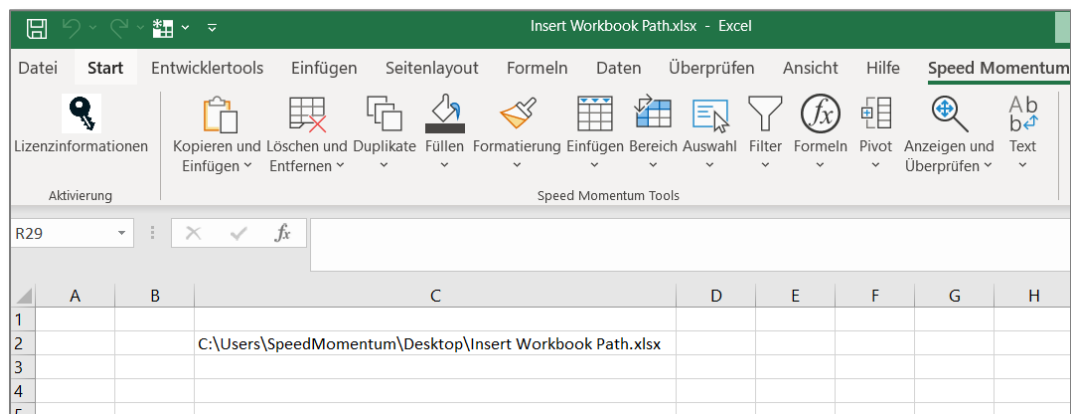 Insert Workbook Path.xlsx - Excel
Datei Start Entwicklertools Einfügen Seitenlayout Formeln Daten Überprüfen Ansicht Hilfe Speed Momentum
Lizenzinformationen Kopieren und Löschen und Duplikate Füllen Formatierung Einfügen Bereich Auswahl Filter Formeln Pivot Anzeigen und Text
Einfügen Entfernen Überprüfen
Aktivierung Speed Momentum Tools
R29 fx
A B C D E F G H
1
2 C:\Users\SpeedMomentum\Desktop\Insert Workbook Path.xlsx
3
4
5